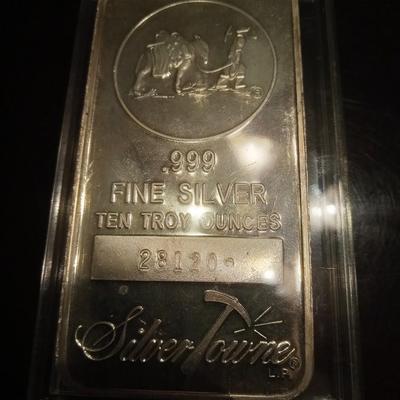 ®
.999
FINE SILVER
TEN TROY OUNCES
28120-
SilverTowne®
L.P.